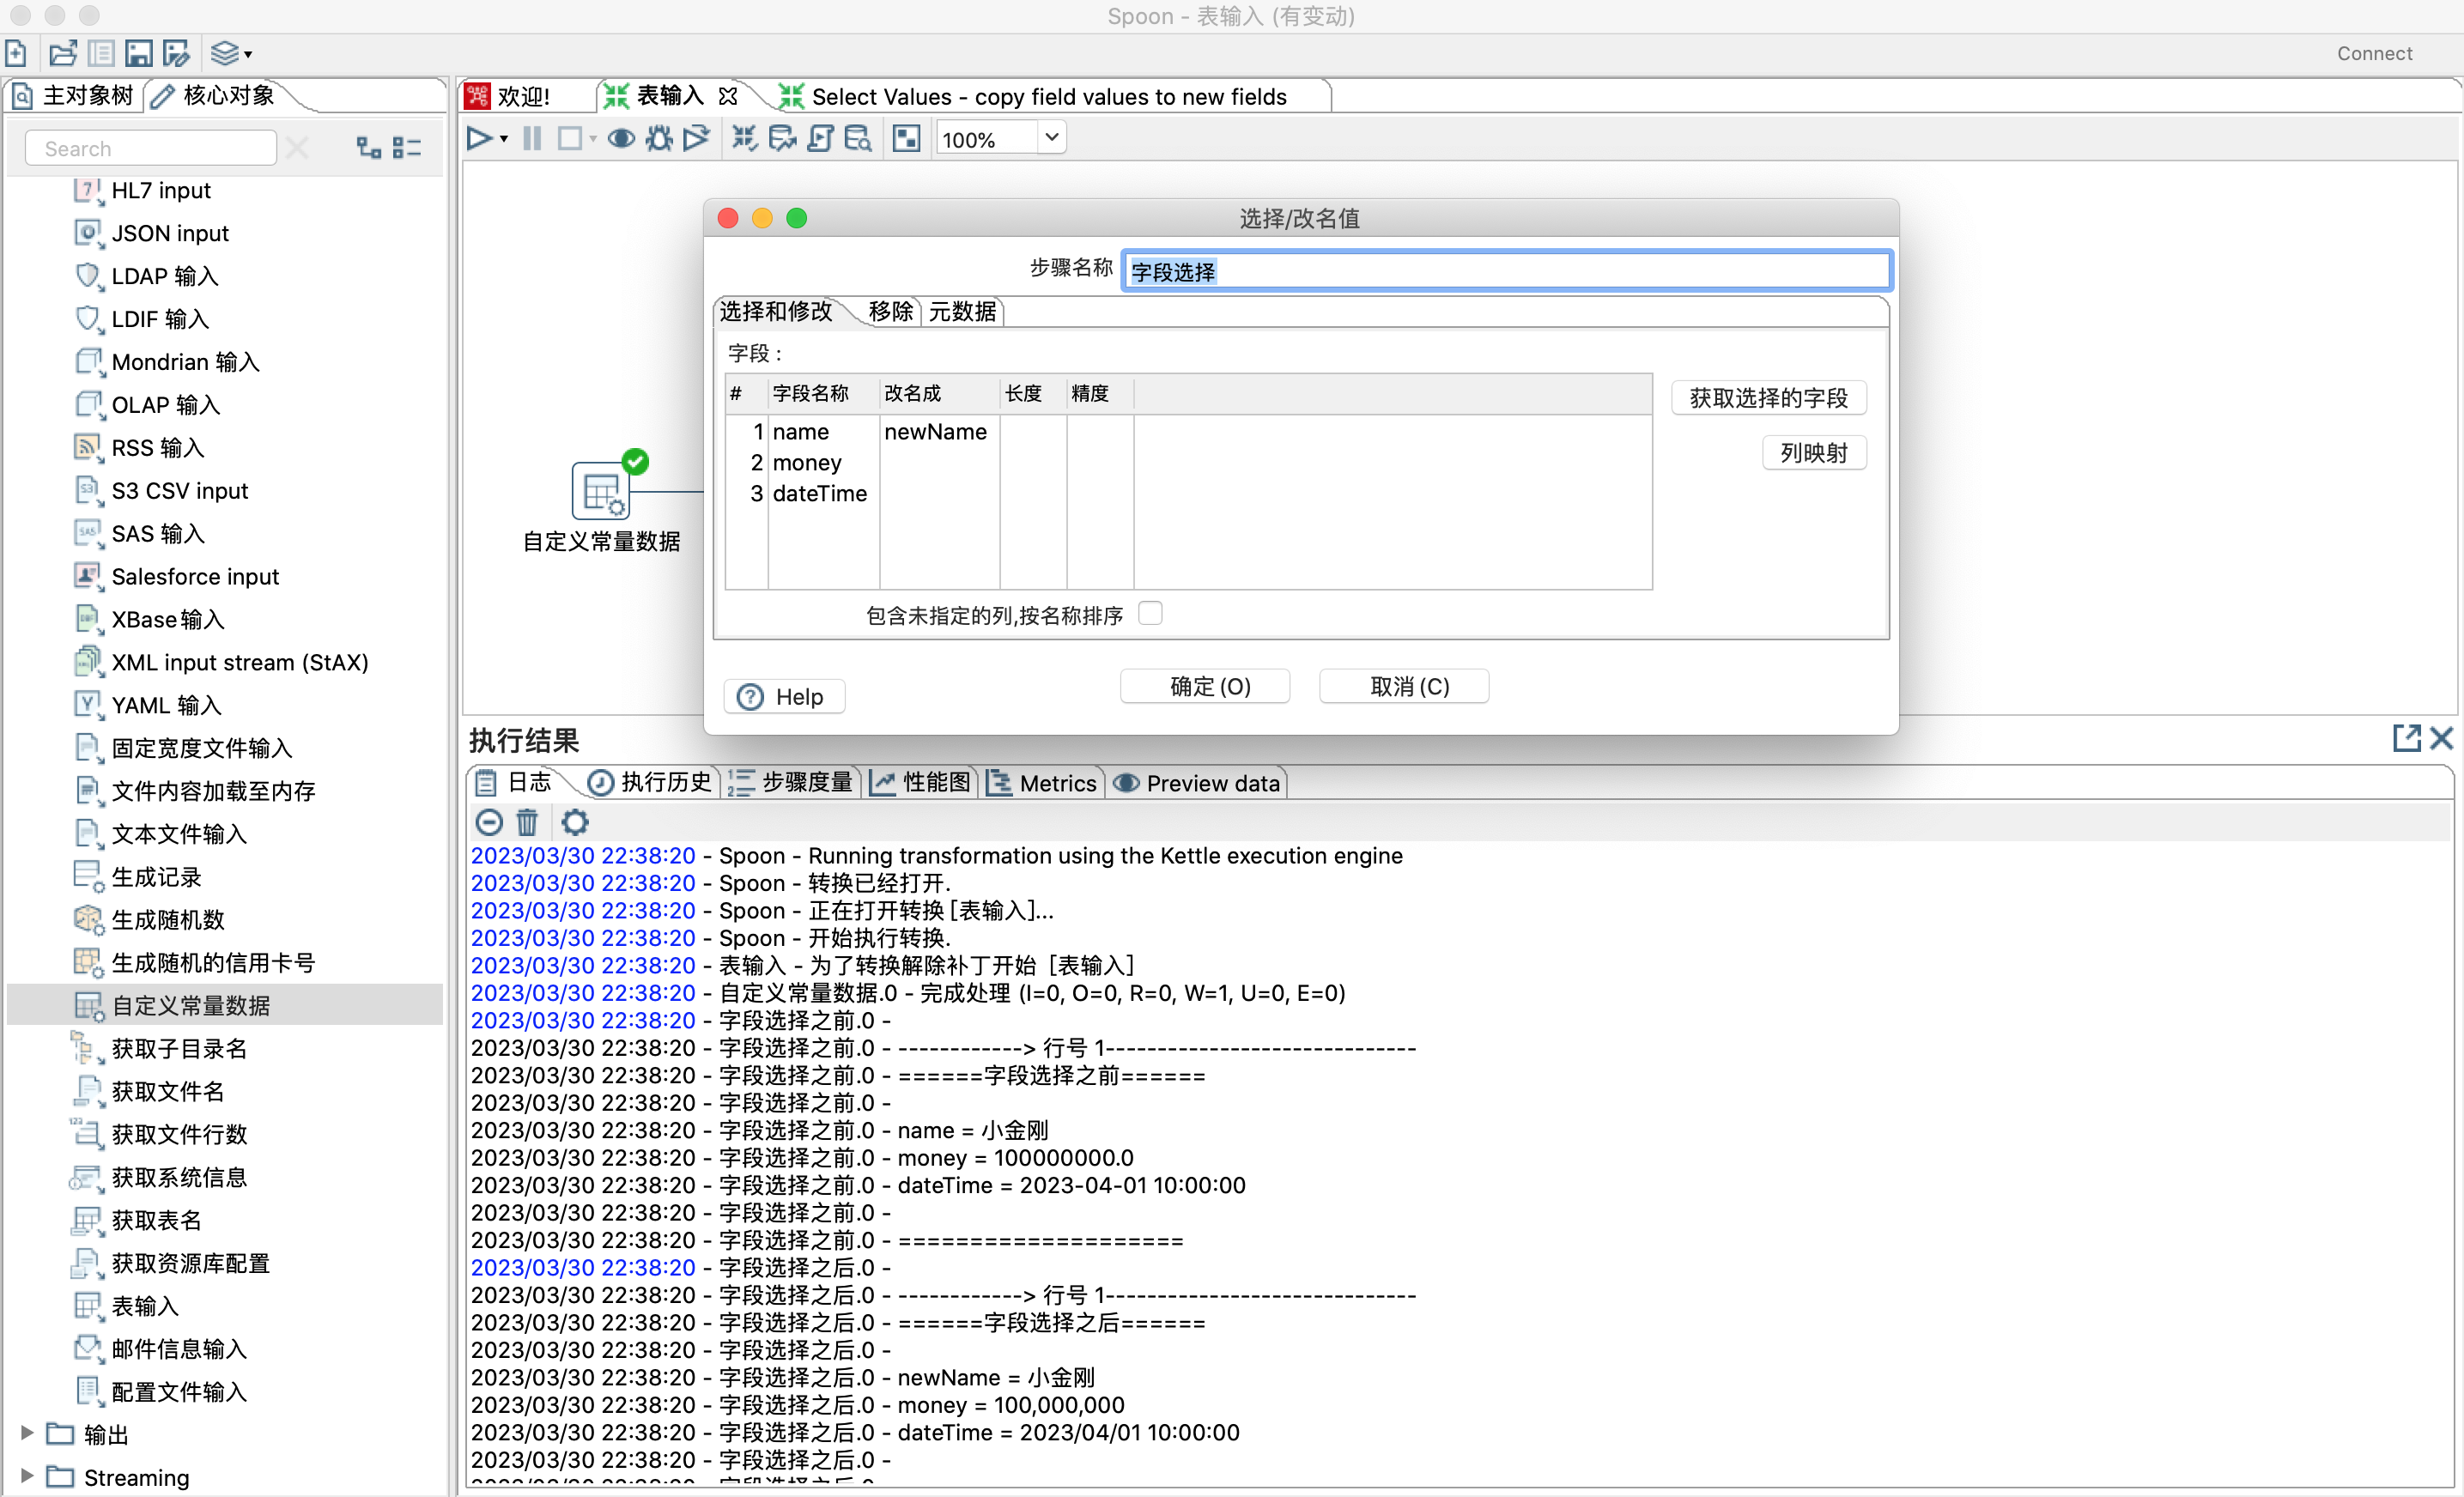 Spoon - 表输入 (有变动)
Connect
主对象树
核心对象
Search
HL7 input
JSON input
LDAP 输入
LDIF 输入
Mondrian 输入
OLAP 输入
RSS 输入
S3 CSV input
SAS 输入
Salesforce input
XBase输入
XML input stream (StAX)
YAML 输入
固定宽度文件输入
文件内容加载至内存
文本文件输入
生成记录
生成随机数
生成随机的信用卡号
自定义常量数据
获取子目录名
获取文件名
获取文件行数
获取系统信息
获取表名
获取资源库配置
表输入
邮件信息输入
配置文件输入
输出
Streaming
欢迎!
表输入
Select Values - copy field values to new fields
100%
自定义常量数据
选择/改名值
步骤名称 字段选择
选择和修改 移除 元数据
字段 :
# 字段名称 改名成 长度 精度
1 name newName
2 money
3 dateTime
获取选择的字段
列映射
包含未指定的列,按名称排序
Help
确定(O)
取消(C)
执行结果
日志 执行历史 步骤度量 性能图 Metrics Preview data
2023/03/30 22:38:20 - Spoon - Running transformation using the Kettle execution engine
2023/03/30 22:38:20 - Spoon - 转换已经打开.
2023/03/30 22:38:20 - Spoon - 正在打开转换 [表输入]...
2023/03/30 22:38:20 - Spoon - 开始执行转换.
2023/03/30 22:38:20 - 表输入 - 为了转换解除补丁开始 [表输入]
2023/03/30 22:38:20 - 自定义常量数据.0 - 完成处理 (I=0, O=0, R=0, W=1, U=0, E=0)
2023/03/30 22:38:20 - 字段选择之前.0 -
2023/03/30 22:38:20 - 字段选择之前.0 - ------------> 行号 1------------------------------
2023/03/30 22:38:20 - 字段选择之前.0 - ======字段选择之前======
2023/03/30 22:38:20 - 字段选择之前.0 -
2023/03/30 22:38:20 - 字段选择之前.0 - name = 小金刚
2023/03/30 22:38:20 - 字段选择之前.0 - money = 100000000.0
2023/03/30 22:38:20 - 字段选择之前.0 - dateTime = 2023-04-01 10:00:00
2023/03/30 22:38:20 - 字段选择之前.0 -
2023/03/30 22:38:20 - 字段选择之前.0 - ====================
2023/03/30 22:38:20 - 字段选择之后.0 -
2023/03/30 22:38:20 - 字段选择之后.0 - ------------> 行号 1------------------------------
2023/03/30 22:38:20 - 字段选择之后.0 - ======字段选择之后======
2023/03/30 22:38:20 - 字段选择之后.0 -
2023/03/30 22:38:20 - 字段选择之后.0 - newName = 小金刚
2023/03/30 22:38:20 - 字段选择之后.0 - money = 100,000,000
2023/03/30 22:38:20 - 字段选择之后.0 - dateTime = 2023/04/01 10:00:00
2023/03/30 22:38:20 - 字段选择之后.0 -